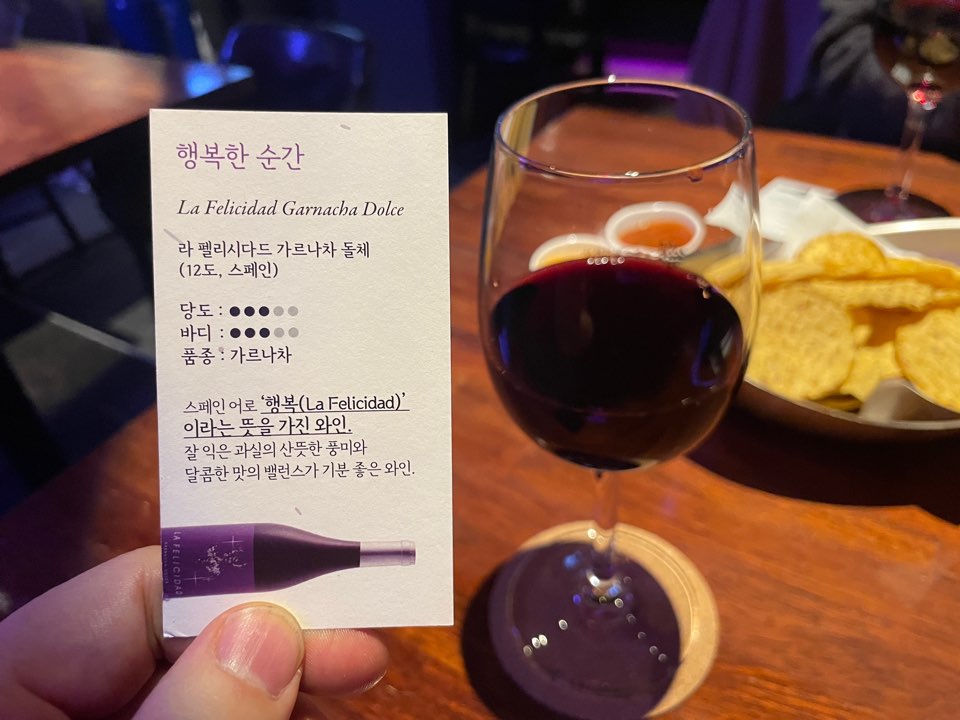 행복한 순간
La Felicidad Garnacha Dolce
라 펠리시다드 가르나차 돌체
(12도, 스페인)
당도 : ●●●●●
바디 : ●●●●●
품종 : 가르나차
스페인 어로 ‘행복(La Felicidad)’
이라는 뜻을 가진 와인.
잘 익은 과실의 산뜻한 풍미와
달콤한 맛의 밸런스가 기분 좋은 와인.
LA FELICIDAD